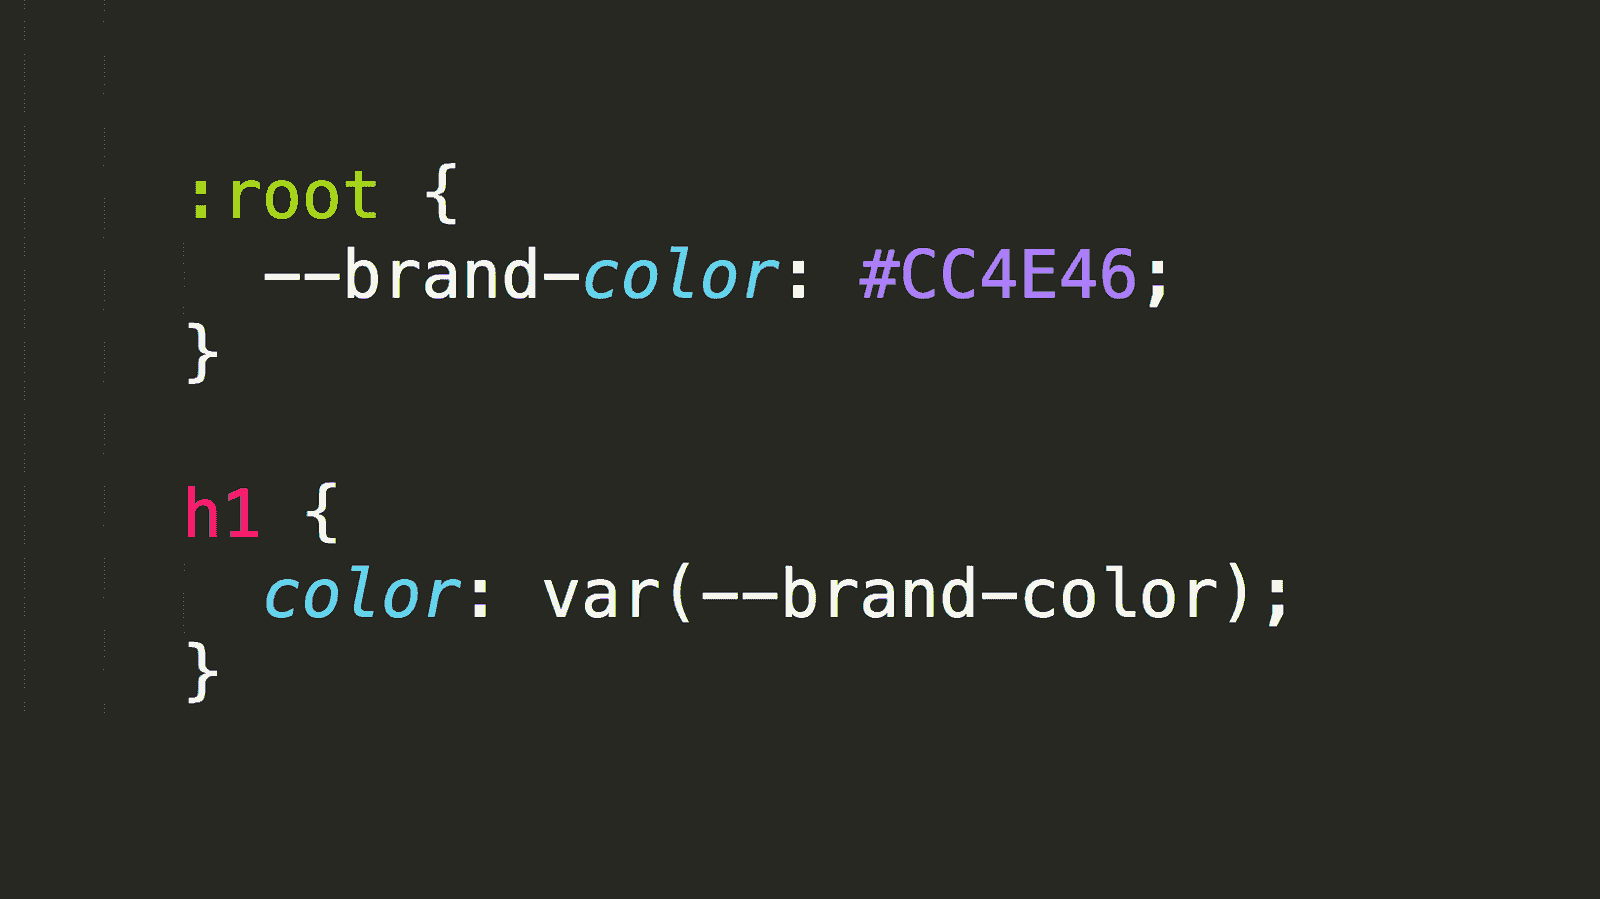 :root {
  --brand-color: #CC4E46;
}
h1 {
  color: var(--brand-color);
}